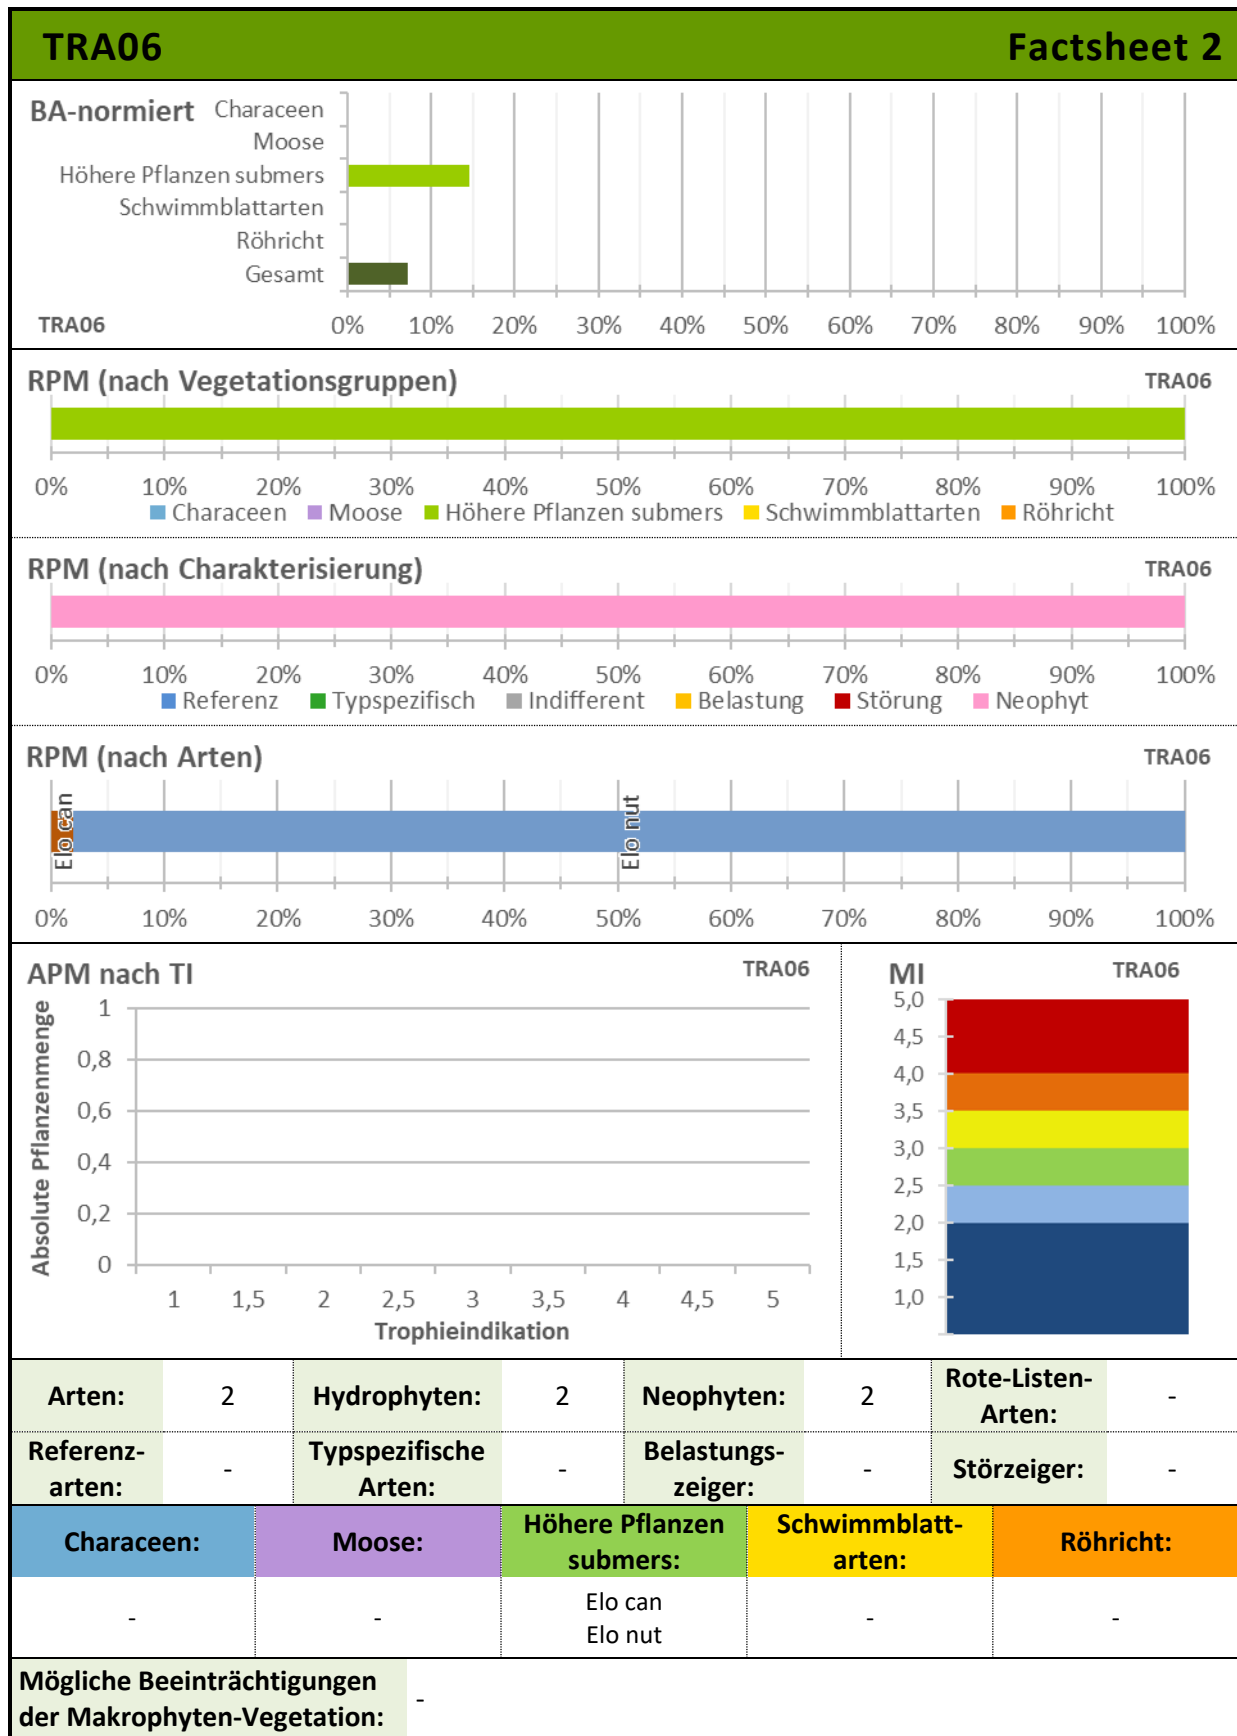 TRA06 Factsheet 2
BA-normiert
Characeen
Moose
Höhere Pflanzen submers
Schwimmblattarten
Röhricht
Gesamt
TRA06
0% 10% 20% 30% 40% 50% 60% 70% 80% 90% 100%
RPM (nach Vegetationsgruppen) TRA06
0% 10% 20% 30% 40% 50% 60% 70% 80% 90% 100%
Characeen Moose Höhere Pflanzen submers Schwimmblattarten Röhricht
RPM (nach Charakterisierung) TRA06
0% 10% 20% 30% 40% 50% 60% 70% 80% 90% 100%
Referenz Typspezifisch Indifferent Belastung Störung Neophyt
RPM (nach Arten) TRA06
Elo can
Elo nut
0% 10% 20% 30% 40% 50% 60% 70% 80% 90% 100%
APM nach TI TRA06
Absolute Pflanzenmenge
1
0,8
0,6
0,4
0,2
0
1 1,5 2 2,5 3 3,5 4 4,5 5
Trophieindikation
MI TRA06
5,0
4,5
4,0
3,5
3,0
2,5
2,0
1,5
1,0
Arten: 2 Hydrophyten: 2 Neophyten: 2 Rote-Listen-
Arten: -
Referenz-
arten: -
Typspezifische
Arten: -
Belastungs-
zeiger: -
Störzeiger: -
Characeen:
Moose:
Höhere Pflanzen
submers:
Schwimmblatt-
arten:
Röhricht:
-
-
Elo can
Elo nut
-
-
Mögliche Beeinträchtigungen
der Makrophyten-Vegetation: -